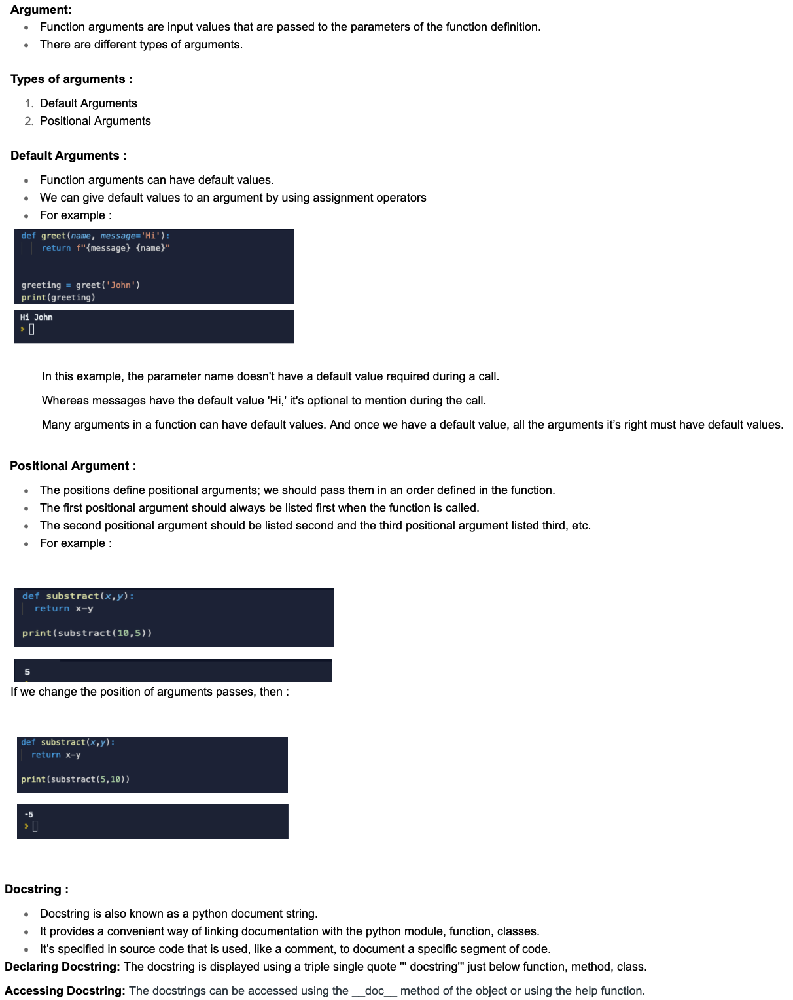 Argument:
Function arguments are input values that are passed to the parameters of the function definition.
There are different types of arguments.
Types of arguments :
1. Default Arguments
2. Positional Arguments
Default Arguments :
Function arguments can have default values.
We can give default values to an argument by using assignment operators
For example :
def greet(name, message='Hi'):
return f"{message} {name}"
greeting = greet('John')
print(greeting)
Hi John
In this example, the parameter name doesn't have a default value required during a call.
Whereas messages have the default value 'Hi,' it's optional to mention during the call.
Many arguments in a function can have default values. And once we have a default value, all the arguments it’s right must have default values.
Positional Argument :
The positions define positional arguments; we should pass them in an order defined in the function.
The first positional argument should always be listed first when the function is called.
The second positional argument should be listed second and the third positional argument listed third, etc.
For example :
def substract(x,y):
return x-y
print(substract(10,5))
5
If we change the position of arguments passes, then :
def substract(x,y):
return x-y
print(substract(5,10))
-5
Docstring :
Docstring is also known as a python document string.
It provides a convenient way of linking documentation with the python module, function, classes.
It’s specified in source code that is used, like a comment, to document a specific segment of code.
Declaring Docstring: The docstring is displayed using a triple single quote ''' docstring''' just below function, method, class.
Accessing Docstring: The docstrings can be accessed using the __doc__ method of the object or using the help function.